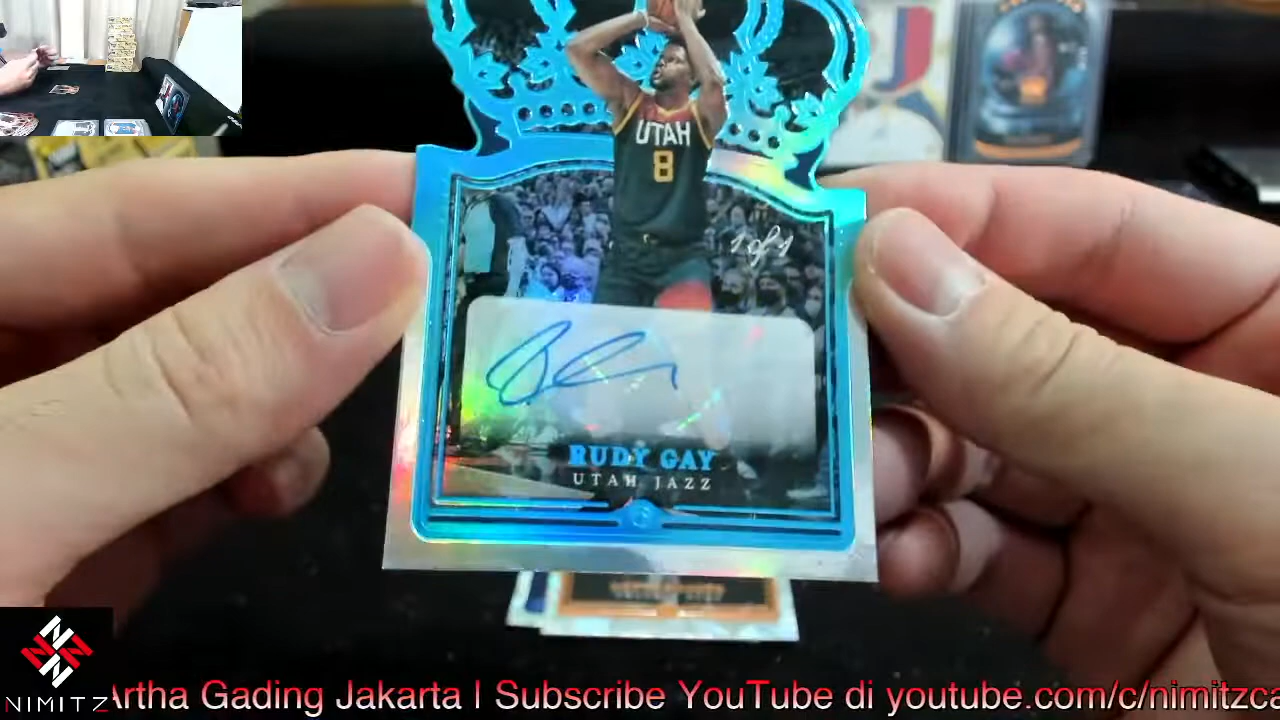 UTAH
8
1 of 1
RUDY GAY
UTAH JAZZ
NIMITZ
Artha Gading Jakarta | Subscribe YouTube di youtube.com/c/nimitzca